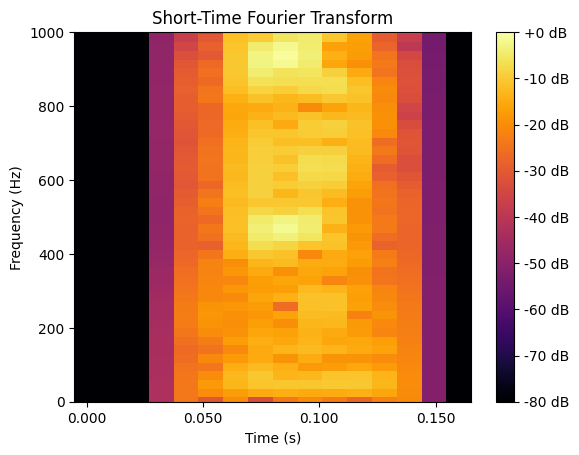 Short-Time Fourier Transform
Frequency (Hz)
1000
800
600
400
200
0
0.000
0.050
0.100
0.150
Time (s)
+0 dB
-10 dB
-20 dB
-30 dB
-40 dB
-50 dB
-60 dB
-70 dB
-80 dB